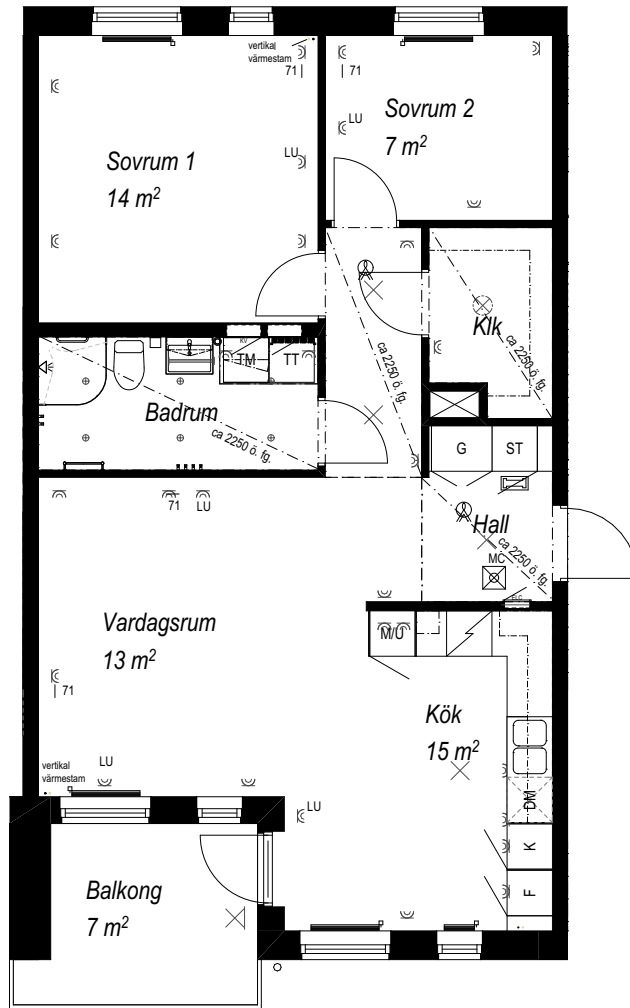 vertikal
värmestam
71
71
LU
LU
Sovrum 1
14 m²
Sovrum 2
7 m²
Klk
ca 2250 ö. fg.
ca 2250 ö. fg.
KV
TM
TT
Badrum
ca 2250 ö. fg.
G
ST
Hall
ca 2250 ö. fg.
MC
ELC
71
LU
Vardagsrum
13 m²
71
M/U
Kök
15 m²
vertikal
värmestam
LU
LU
DM
K
F
Balkong
7 m²